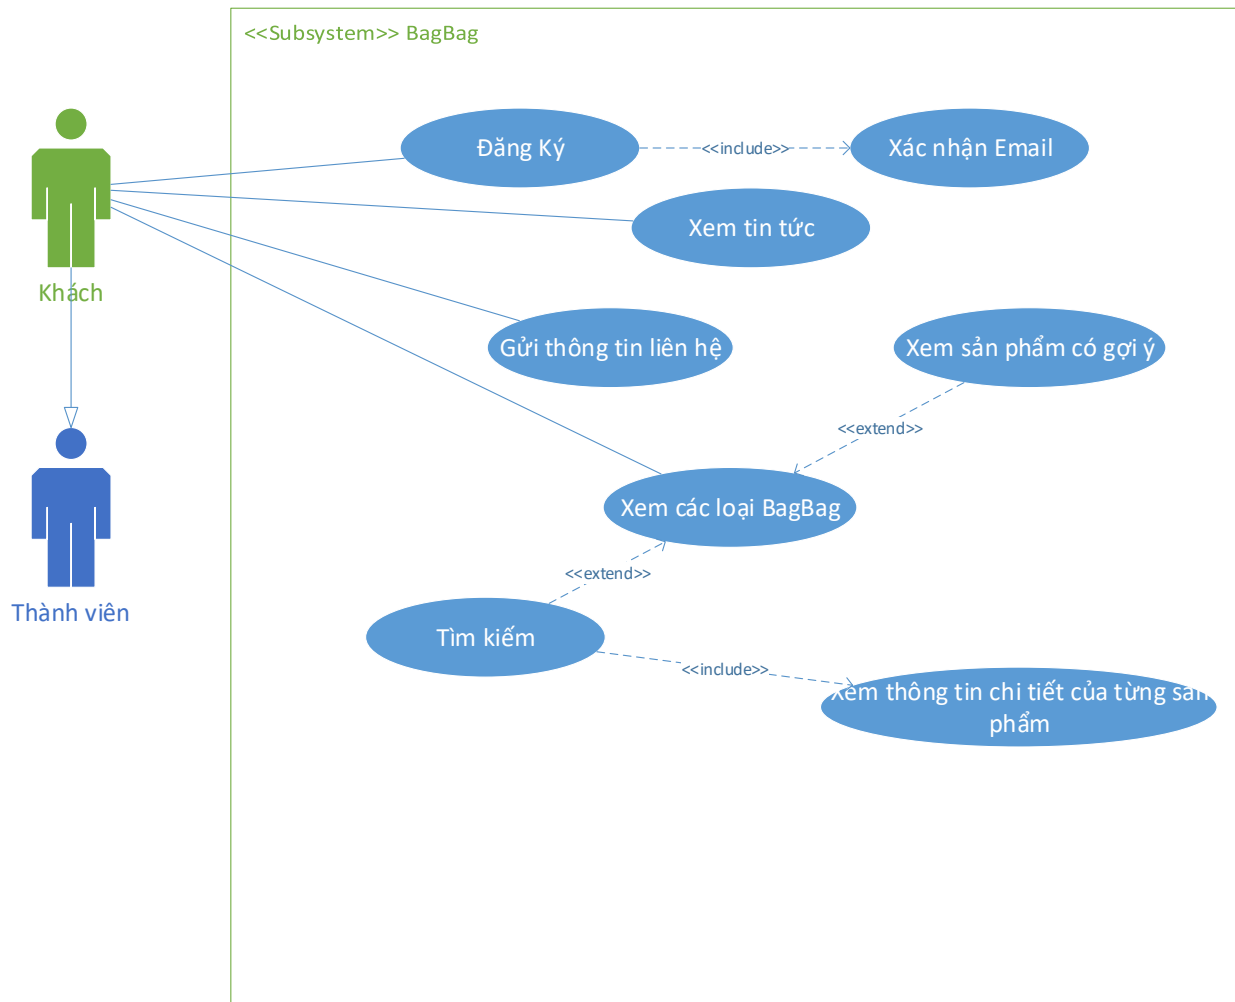 <<Subsystem>> BagBag
Đăng Ký
<<include>>
Xác nhận Email
Xem tin tức
Khách
Gửi thông tin liên hệ
Xem sản phẩm có gợi ý
<<extend>>
Xem các loại BagBag
<<extend>>
Thành viên
Tìm kiếm
<<include>>
Xem thông tin chi tiết của từng sản
phẩm